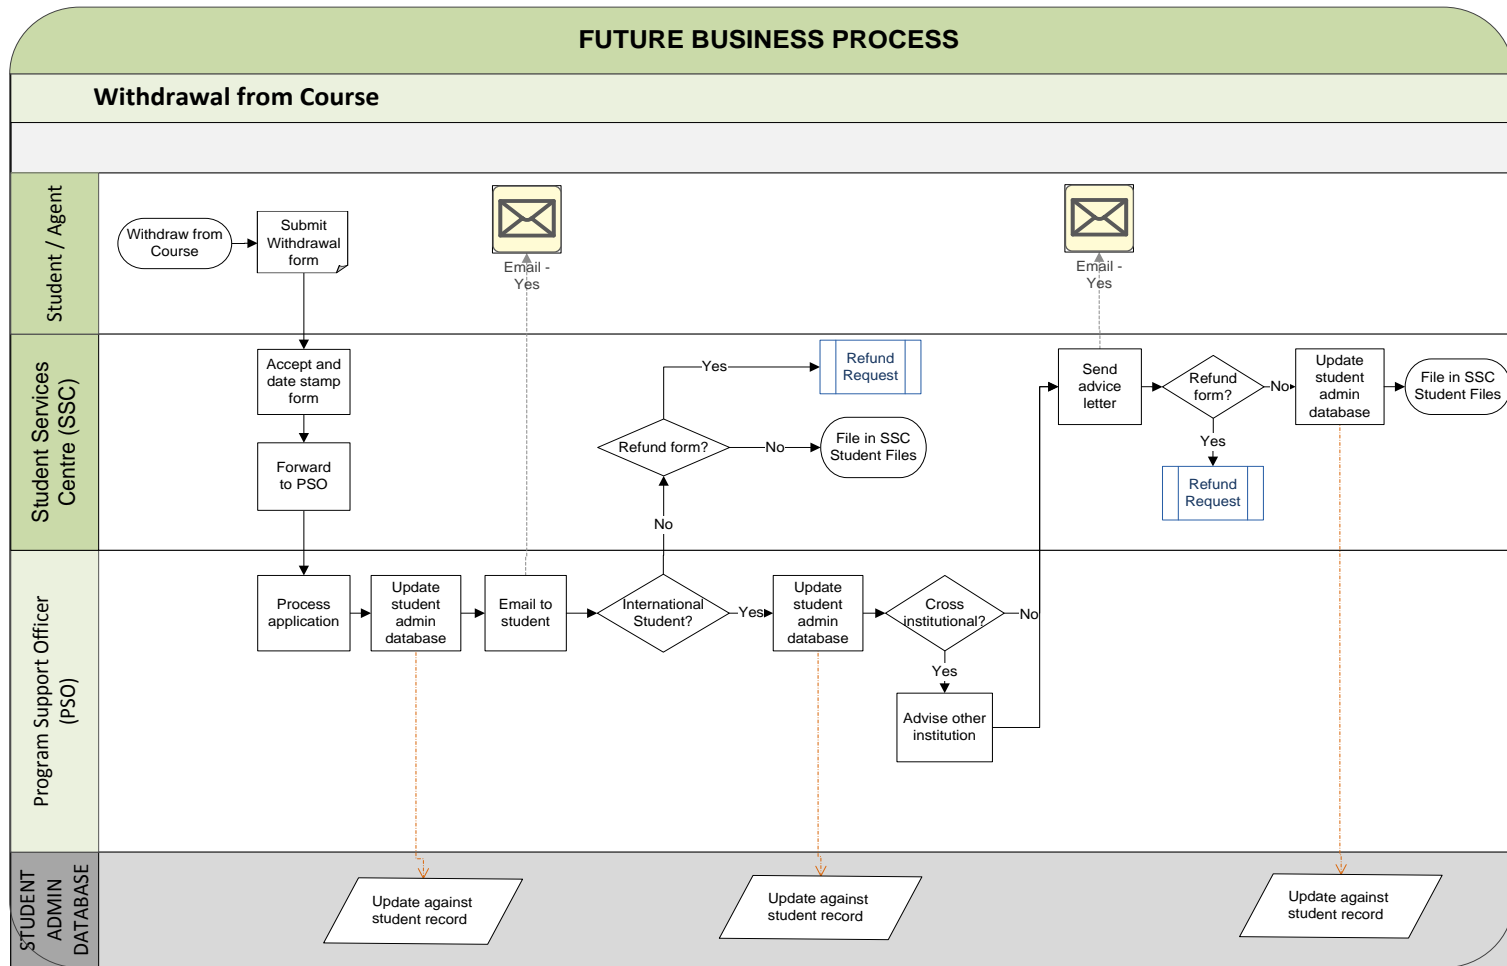 FUTURE BUSINESS PROCESS
Withdrawal from Course
Student / Agent
Withdraw from
Course
Submit
Withdrawal
form
Email -
Yes
Email -
Yes
Student Services
Centre (SSC)
Accept and
date stamp
form
Forward
to PSO
Refund form?
Yes
Refund
Request
No
File in SSC
Student Files
No
Send
advice
letter
Refund
form?
No
Yes
Refund
Request
Update
student
admin
database
File in SSC
Student Files
Program Support Officer
(PSO)
Process
application
Update
student
admin
database
Email to
student
International
Student?
Yes
Update
student
admin
database
Cross
institutional?
No
Yes
Advise other
institution
STUDENT
ADMIN
DATABASE
Update against
student record
Update against
student record
Update against
student record